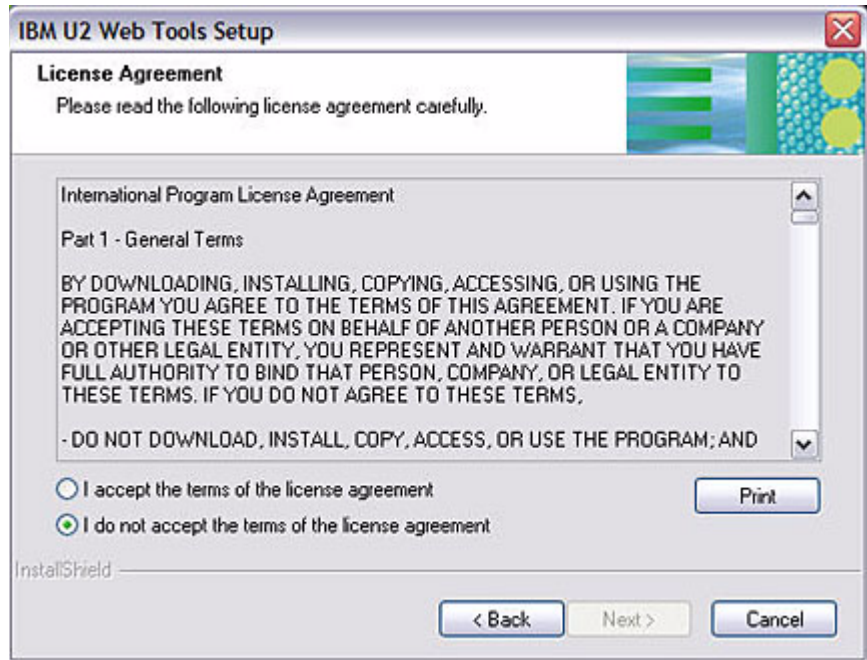 IBM U2 Web Tools Setup
License Agreement
Please read the following license agreement carefully.
International Program License Agreement
Part 1 - General Terms
BY DOWNLOADING, INSTALLING, COPYING, ACCESSING, OR USING THE
PROGRAM YOU AGREE TO THE TERMS OF THIS AGREEMENT. IF YOU ARE
ACCEPTING THESE TERMS ON BEHALF OF ANOTHER PERSON OR A COMPANY
OR OTHER LEGAL ENTITY, YOU REPRESENT AND WARRANT THAT YOU HAVE
FULL AUTHORITY TO BIND THAT PERSON, COMPANY, OR LEGAL ENTITY TO
THESE TERMS. IF YOU DO NOT AGREE TO THESE TERMS,
- DO NOT DOWNLOAD, INSTALL, COPY, ACCESS, OR USE THE PROGRAM; AND
I accept the terms of the license agreement
Print
I do not accept the terms of the license agreement
InstallShield
< Back Next > Cancel